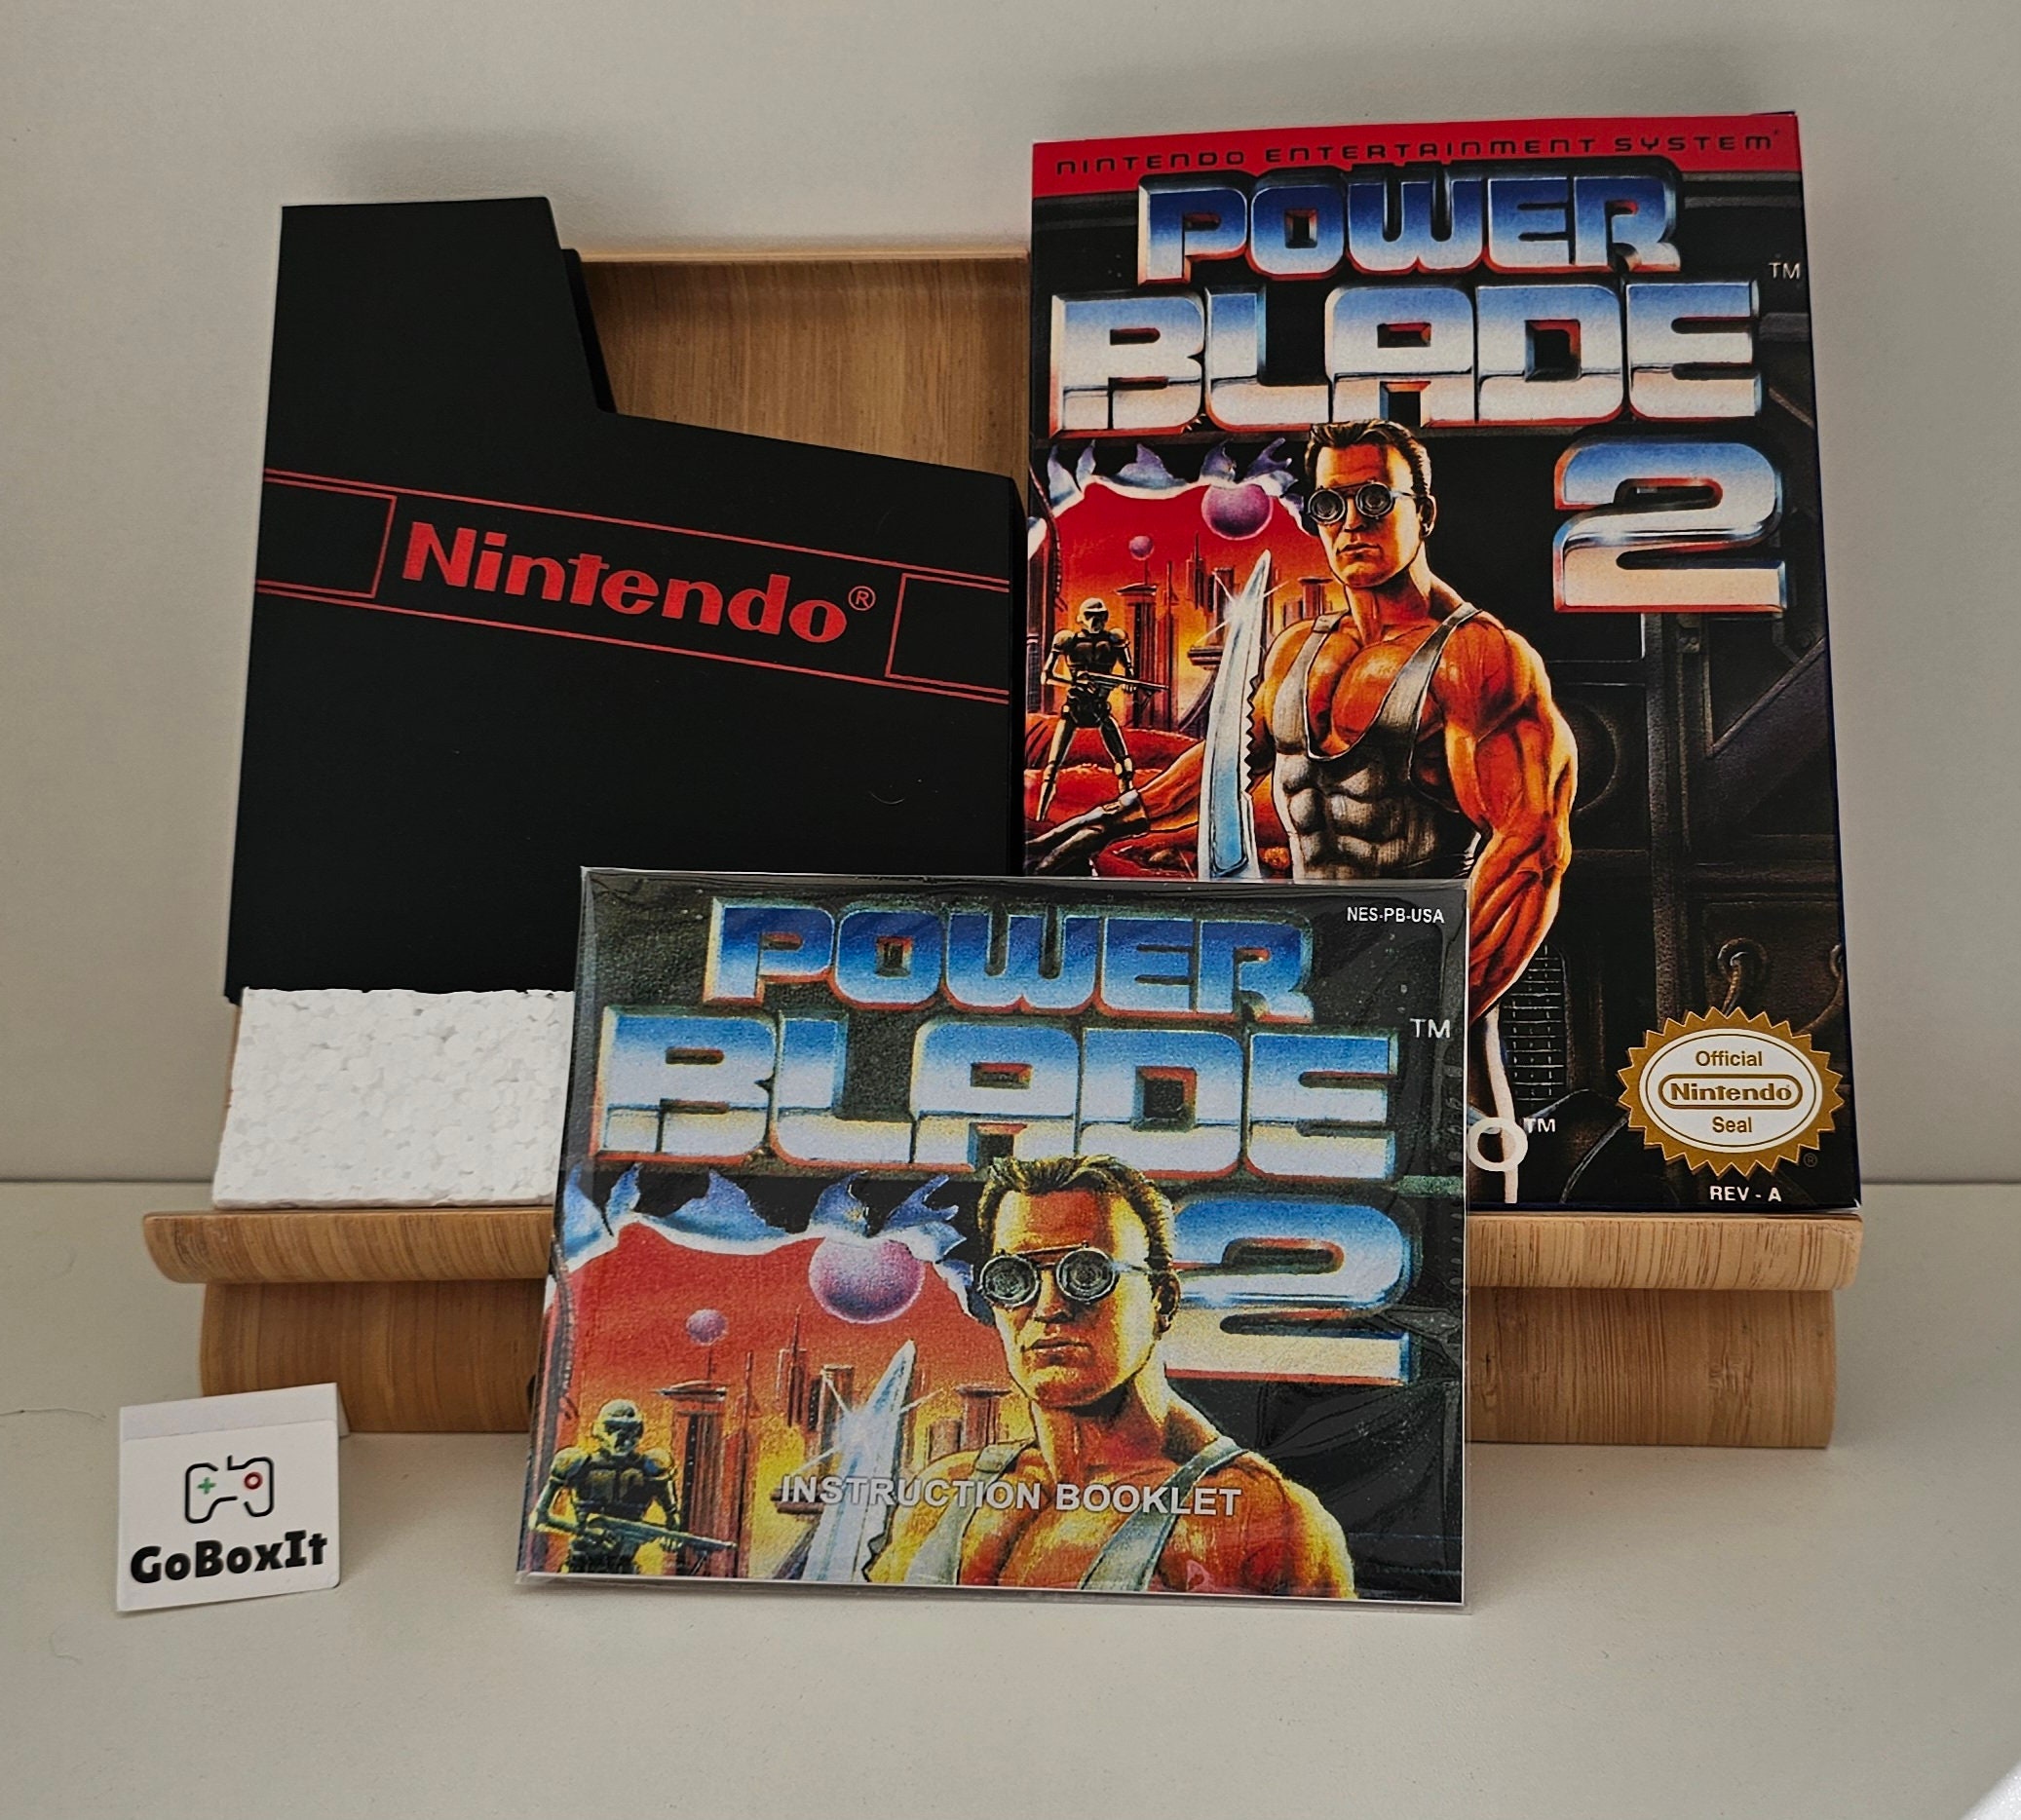 NINTENDO ENTERTAINMENT SYSTEM®
POWER
BLADE™
2
Nintendo®
Official
Nintendo®
Seal
®
TM
REV-A
NES-PB-USA
POWER
BLADE™
2
INSTRUCTION BOOKLET
GoBoxIt